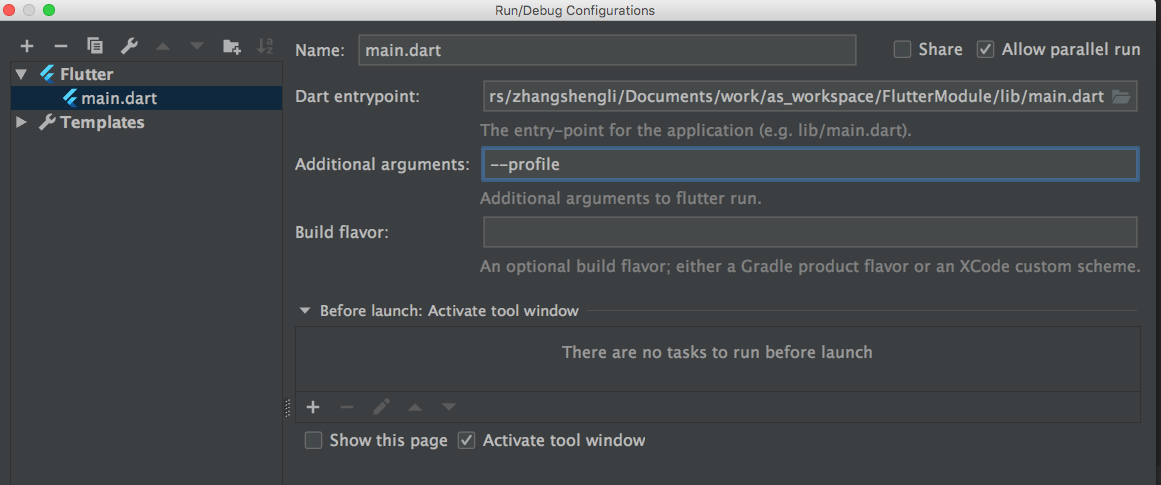 Run/Debug Configurations
Name: main.dart Share Allow parallel run
Flutter
main.dart
Templates
Dart entrypoint: rs/zhangshengli/Documents/work/as_workspace/FlutterModule/lib/main.dart
The entry-point for the application (e.g. lib/main.dart).
Additional arguments: --profile
Additional arguments to flutter run.
Build flavor:
An optional build flavor; either a Gradle product flavor or an XCode custom scheme.
Before launch: Activate tool window
There are no tasks to run before launch
Show this page Activate tool window